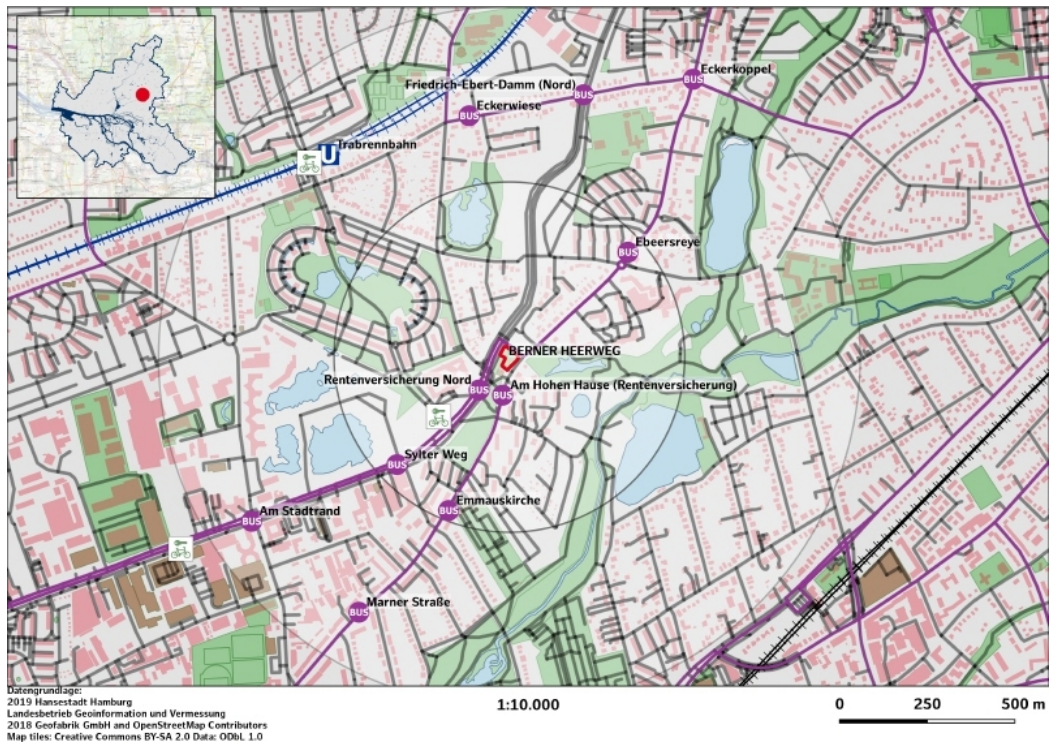 Eckerkoppel
BUS
Friedrich-Ebert-Damm (Nord)
BUS
Eckerwiese
BUS
U
Trabrennbahn
Ebeersreye
BUS
BERNER HEERWEG
Rentenversicherung Nord
BUS
Am Hohen Hause (Rentenversicherung)
BUS
Sylter Weg
BUS
Emmauskirche
BUS
Am Stadtrand
BUS
Marner Straße
BUS
Datengrundlage:
2019 Hansestadt Hamburg
Landesbetrieb Geoinformation und Vermessung
2018 Geofabrik GmbH and OpenStreetMap Contributors
Map tiles: Creative Commons BY-SA 2.0 Data: ODbL 1.0
1:10.000
0 250 500 m